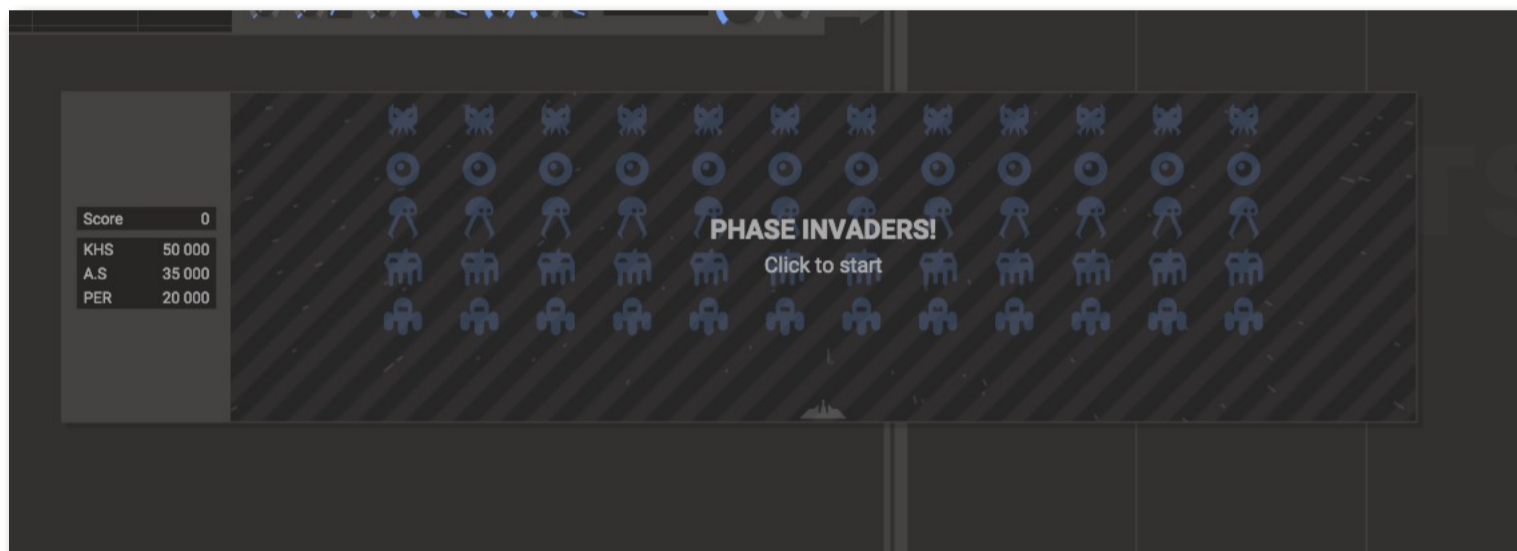 PHASE INVADERS!
Click to start
Score 0
KHS 50 000
A.S 35 000
PER 20 000